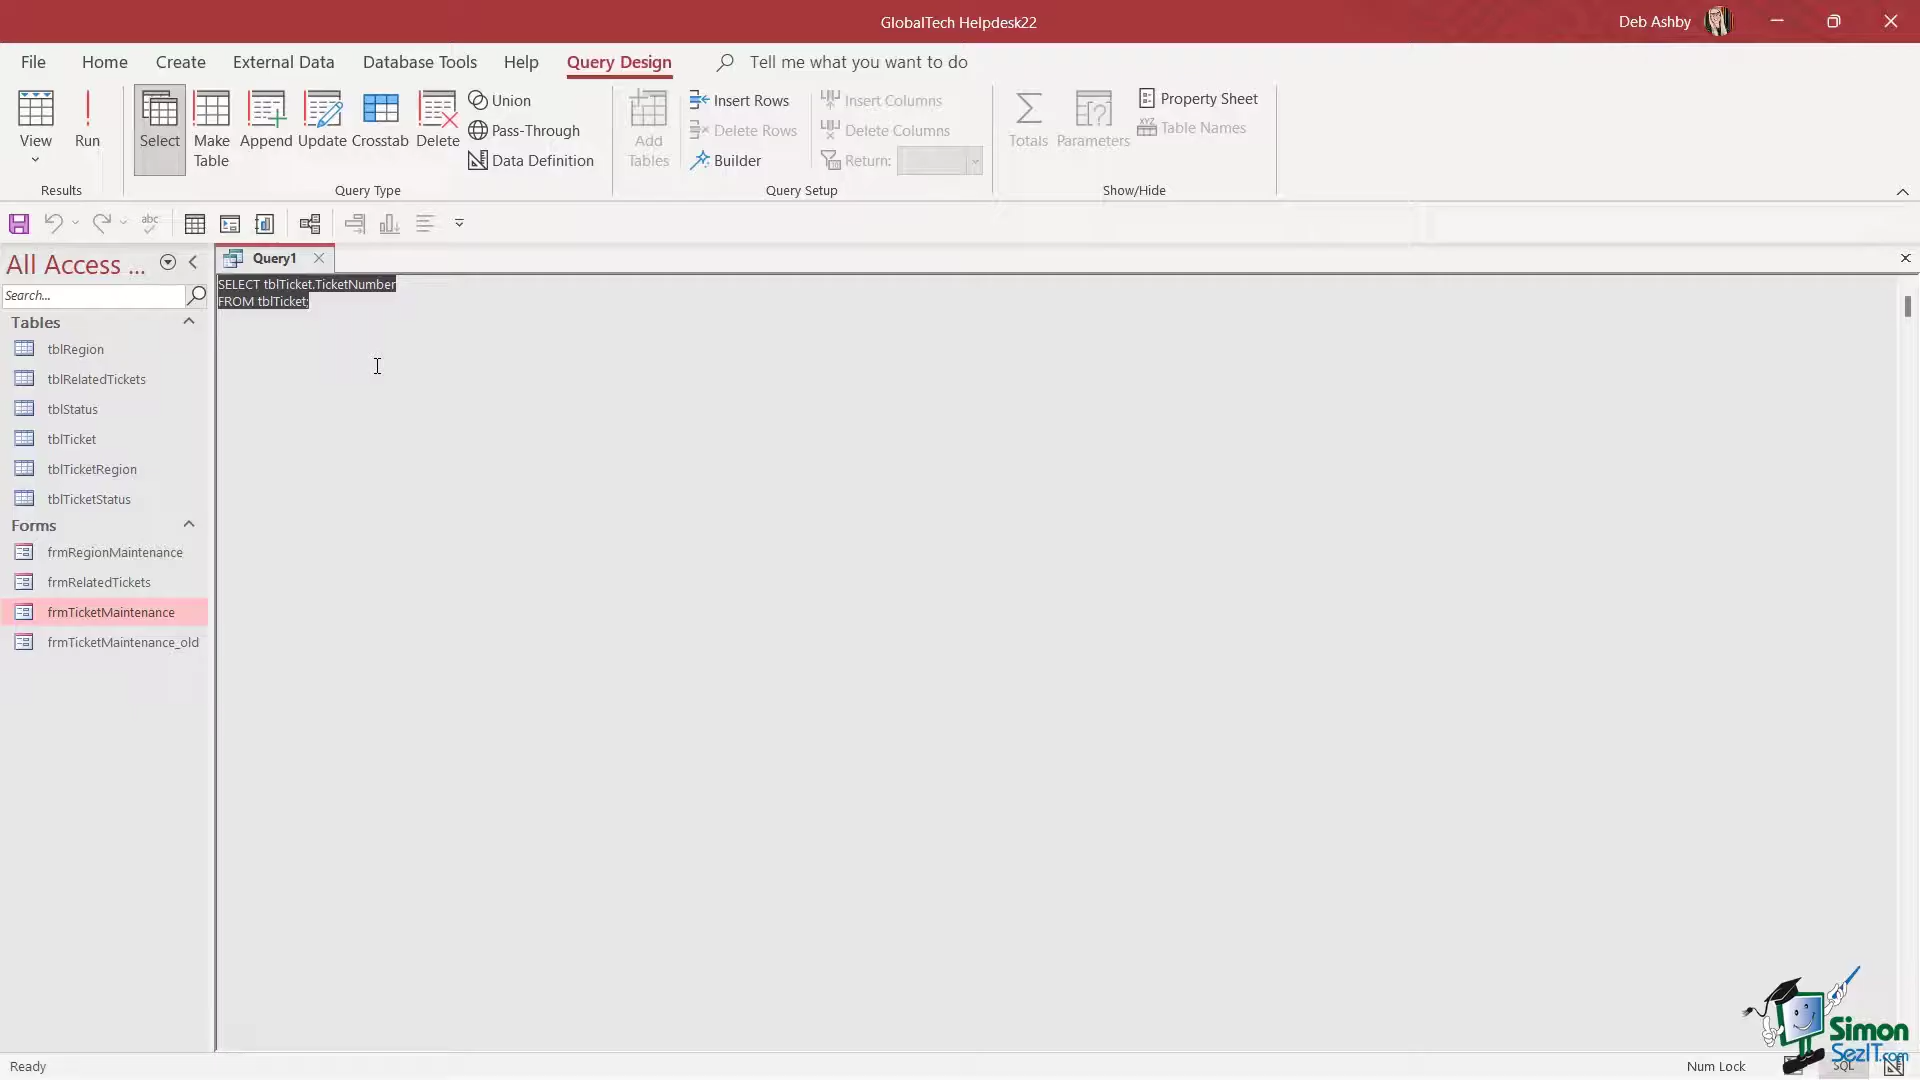 GlobalTech Helpdesk22
Deb Ashby
File Home Create External Data Database Tools Help Query Design Tell me what you want to do
View
Run
Select
Make Table
Append
Update
Crosstab
Delete
Union
Pass-Through
Data Definition
Add Tables
Insert Rows
Delete Rows
Builder
Insert Columns
Delete Columns
Return:
Totals
Parameters
Property Sheet
XYZ Table Names
Results
Query Type
Query Setup
Show/Hide
abc
All Access ...
Search...
Tables
tblRegion
tblRelatedTickets
tblStatus
tblTicket
tblTicketRegion
tblTicketStatus
Forms
frmRegionMaintenance
frmRelatedTickets
frmTicketMaintenance
frmTicketMaintenance_old
Query1
SELECT tblTicket.TicketNumber
FROM tblTicket;
Simon
SezIT.com
Ready
Num Lock
SQL